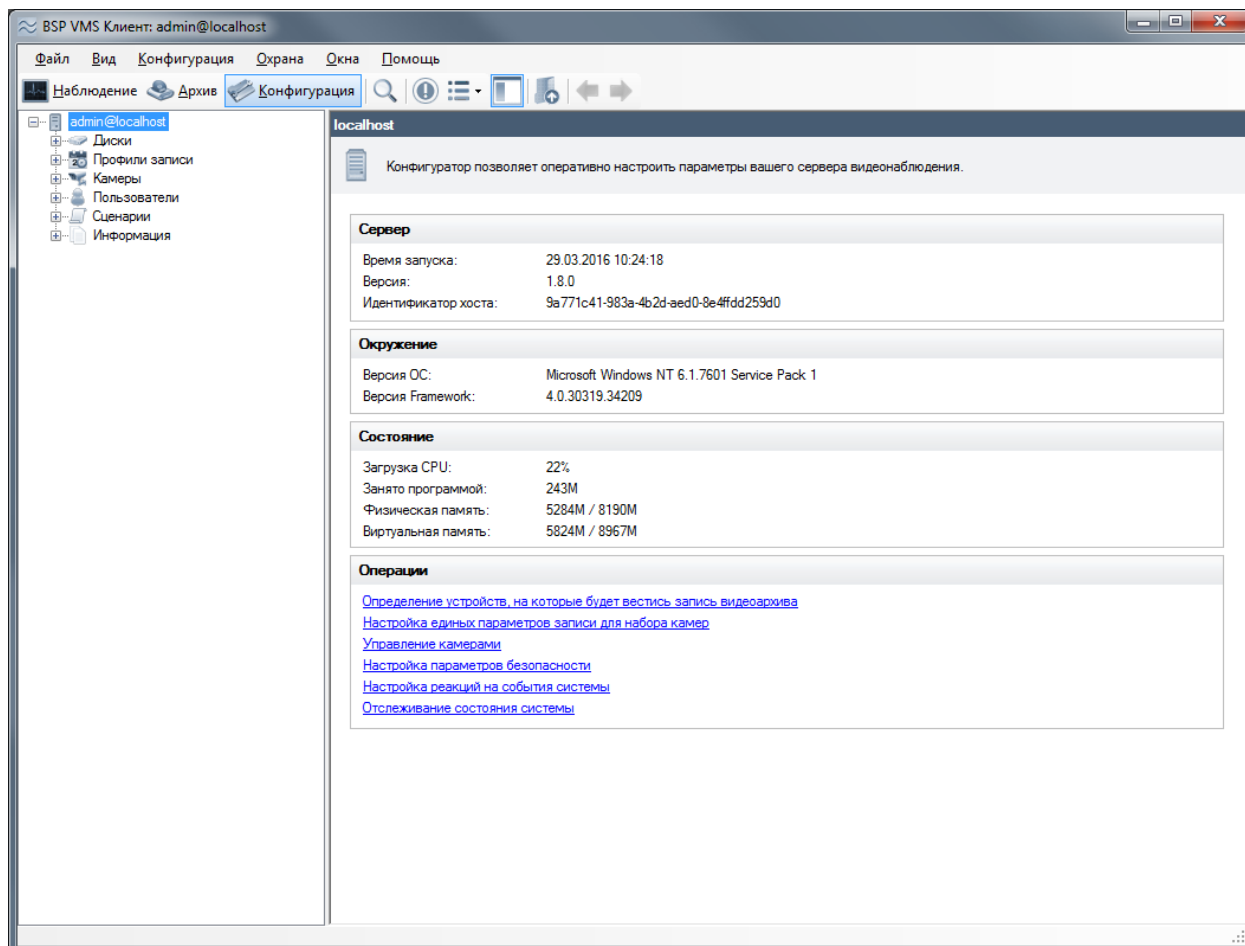 BSP VMS Клиент: admin@localhost
Файл Вид Конфигурация Охрана Окна Помощь
Наблюдение Архив Конфигурация
admin@localhost
Диски
Профили записи
Камеры
Пользователи
Сценарии
Информация
localhost
Конфигуратор позволяет оперативно настроить параметры вашего сервера видеонаблюдения.
Сервер
Время запуска: 29.03.2016 10:24:18
Версия: 1.8.0
Идентификатор хоста: 9a771c41-983a-4b2d-aed0-8e4ffdd259d0
Окружение
Версия ОС: Microsoft Windows NT 6.1.7601 Service Pack 1
Версия Framework: 4.0.30319.34209
Состояние
Загрузка CPU: 22%
Занято программой: 243M
Физическая память: 5284M / 8190M
Виртуальная память: 5824M / 8967M
Операции
Определение устройств, на которые будет вестись запись видеоархива
Настройка единых параметров записи для набора камер
Управление камерами
Настройка параметров безопасности
Настройка реакций на события системы
Отслеживание состояния системы